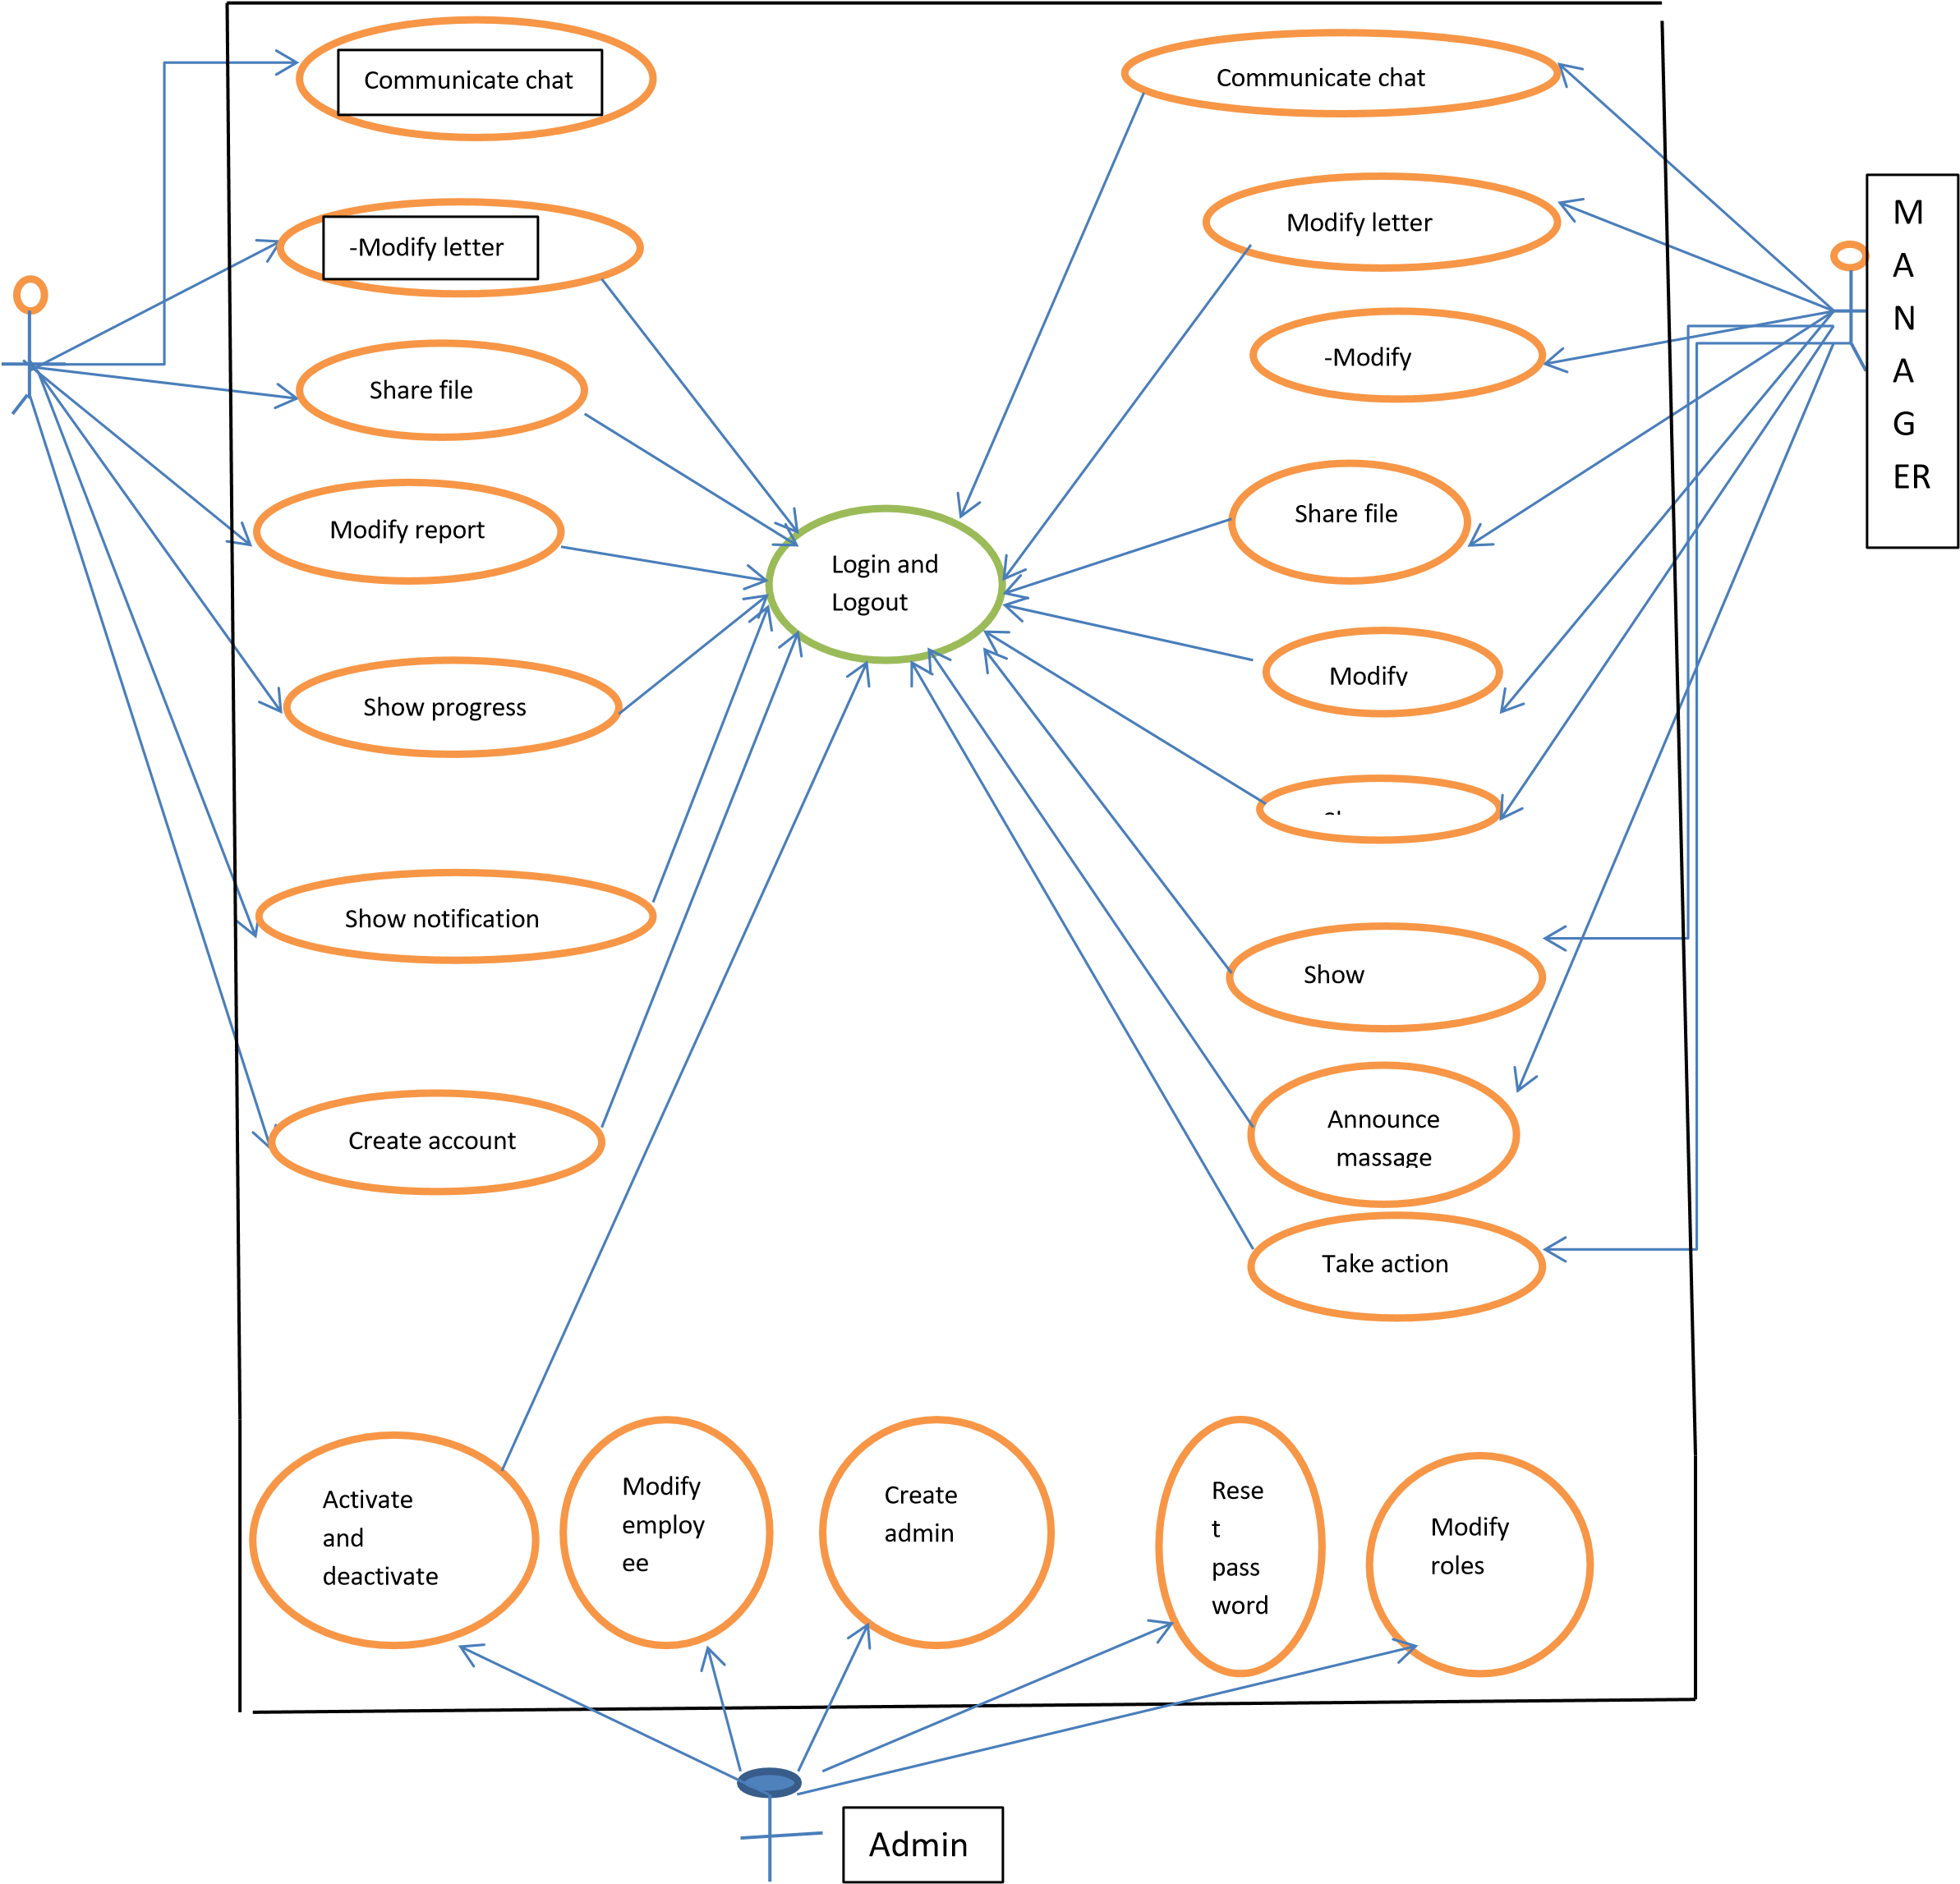 Communicate chat
-Modify letter
Share file
Modify report
Show progress
Show notification
Create account
Login and
Logout
Communicate chat
Modify letter
-Modify
Share file
Modify
Show
Announce
massage
Take action
M
A
N
A
G
ER
Activate
and
deactivate
Modify
employ
ee
Create
admin
Rese
t
pass
word
Modify
roles
Admin